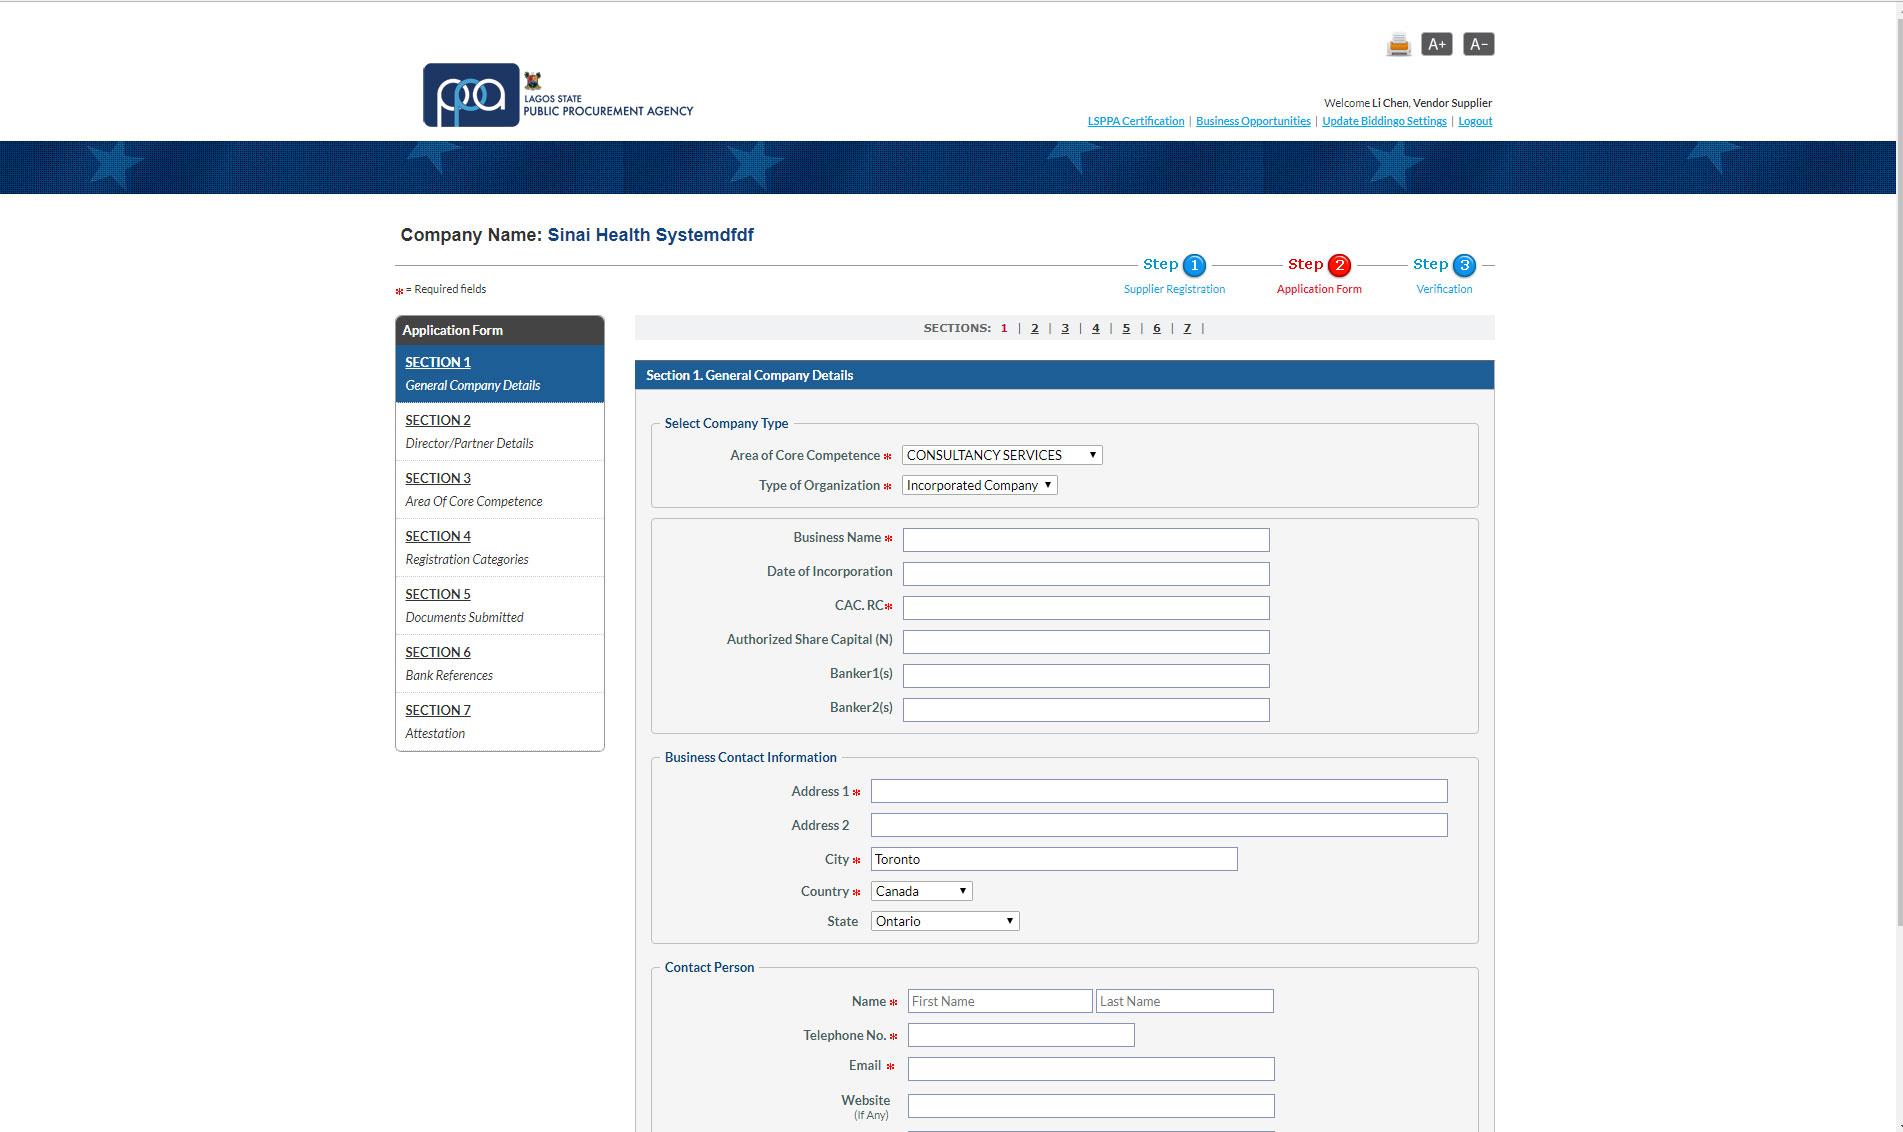 A+ A-
ppa
LAGOS STATE
PUBLIC PROCUREMENT AGENCY
Welcome Li Chen, Vendor Supplier
LSPPA Certification | Business Opportunities | Update Biddingo Settings | Logout
Company Name: Sinai Health Systemdfdf
Step 1 Step 2 Step 3
Supplier Registration Application Form Verification
* = Required fields
Application Form
SECTION 1
General Company Details
SECTION 2
Director/Partner Details
SECTION 3
Area Of Core Competence
SECTION 4
Registration Categories
SECTION 5
Documents Submitted
SECTION 6
Bank References
SECTION 7
Attestation
SECTIONS: 1 | 2 | 3 | 4 | 5 | 6 | 7 |
Section 1. General Company Details
Select Company Type
Area of Core Competence * CONSULTANCY SERVICES
Type of Organization * Incorporated Company
Business Name *
Date of Incorporation
CAC. RC*
Authorized Share Capital (N)
Banker1(s)
Banker2(s)
Business Contact Information
Address 1 *
Address 2
City * Toronto
Country * Canada
State Ontario
Contact Person
Name * First Name Last Name
Telephone No. *
Email *
Website
(If Any)